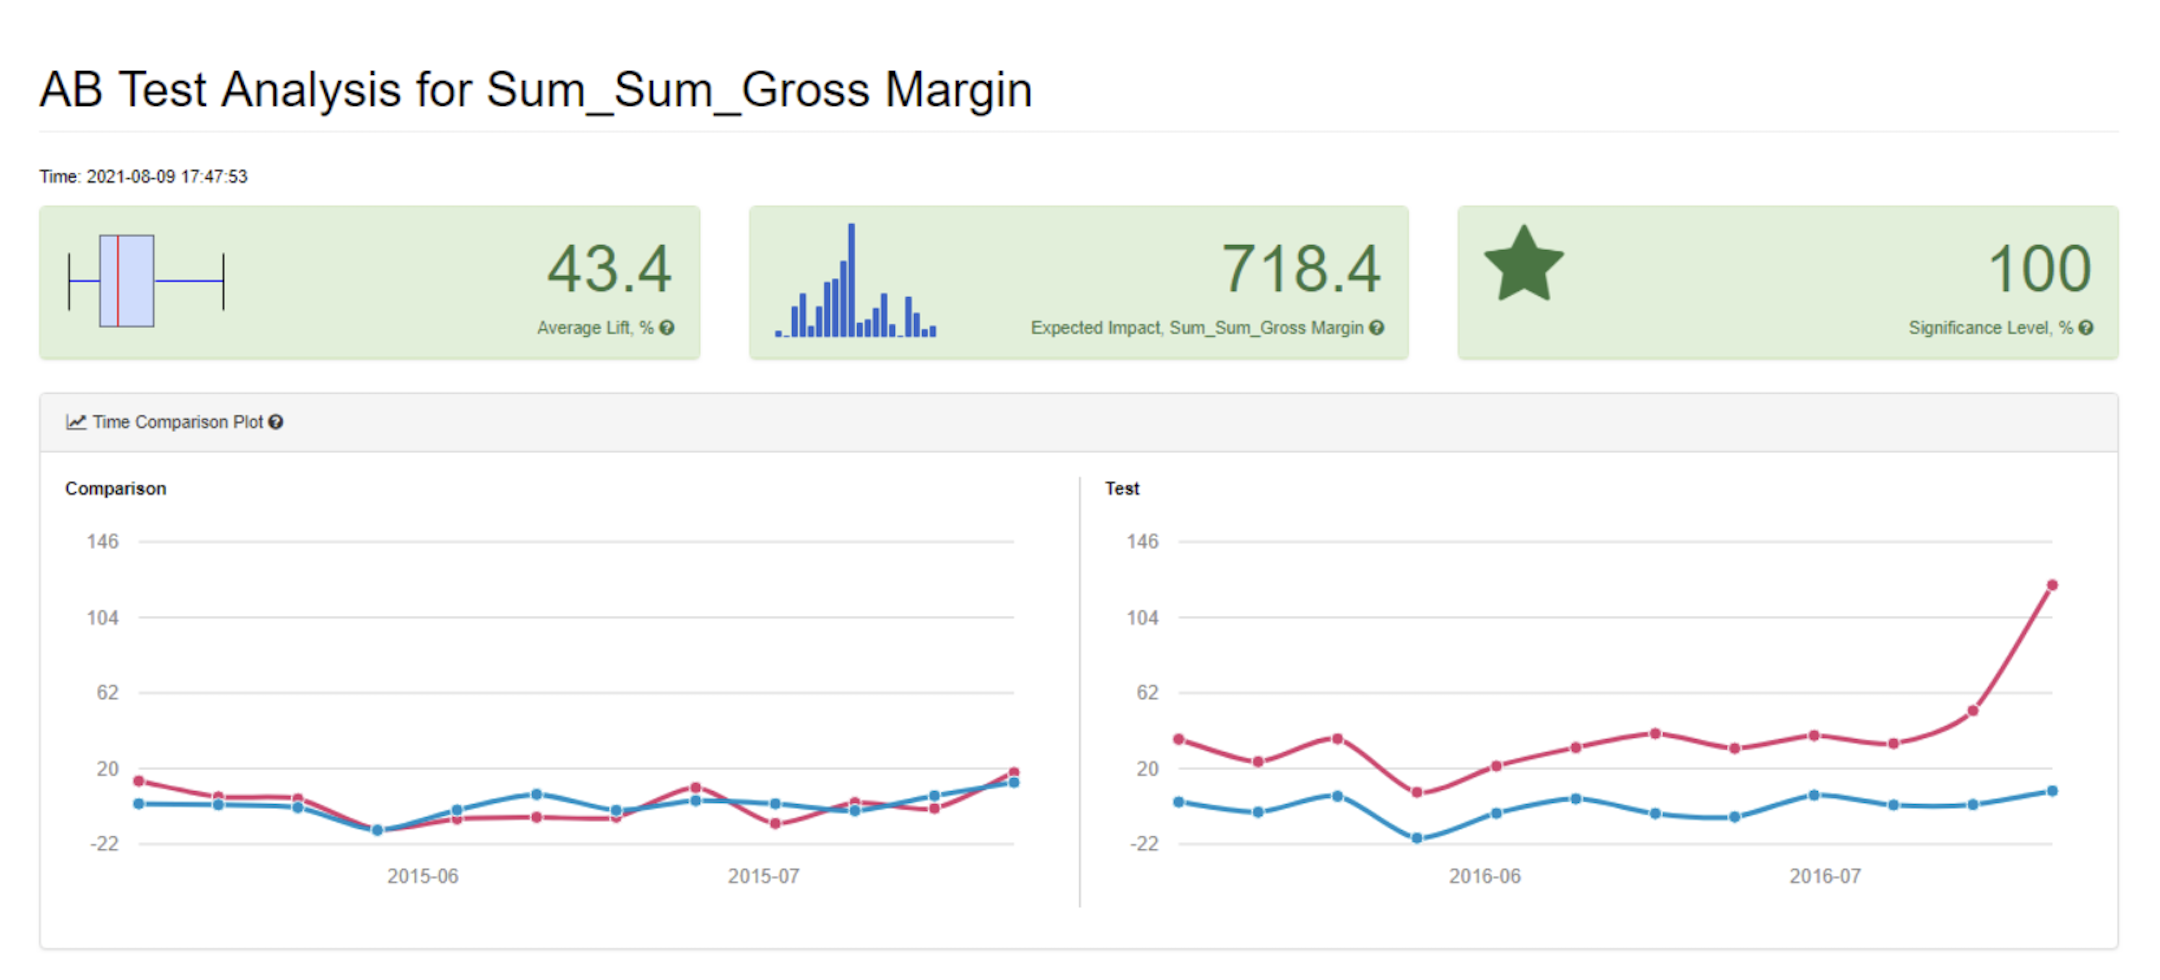 AB Test Analysis for Sum_Sum_Gross Margin
Time: 2021-08-09 17:47:53
43.4
Average Lift, %
718.4
Expected Impact, Sum_Sum_Gross Margin
100
Significance Level, %
Time Comparison Plot
Comparison
146
104
62
20
-22
2015-06 2015-07
Test
146
104
62
20
-22
2016-06 2016-07